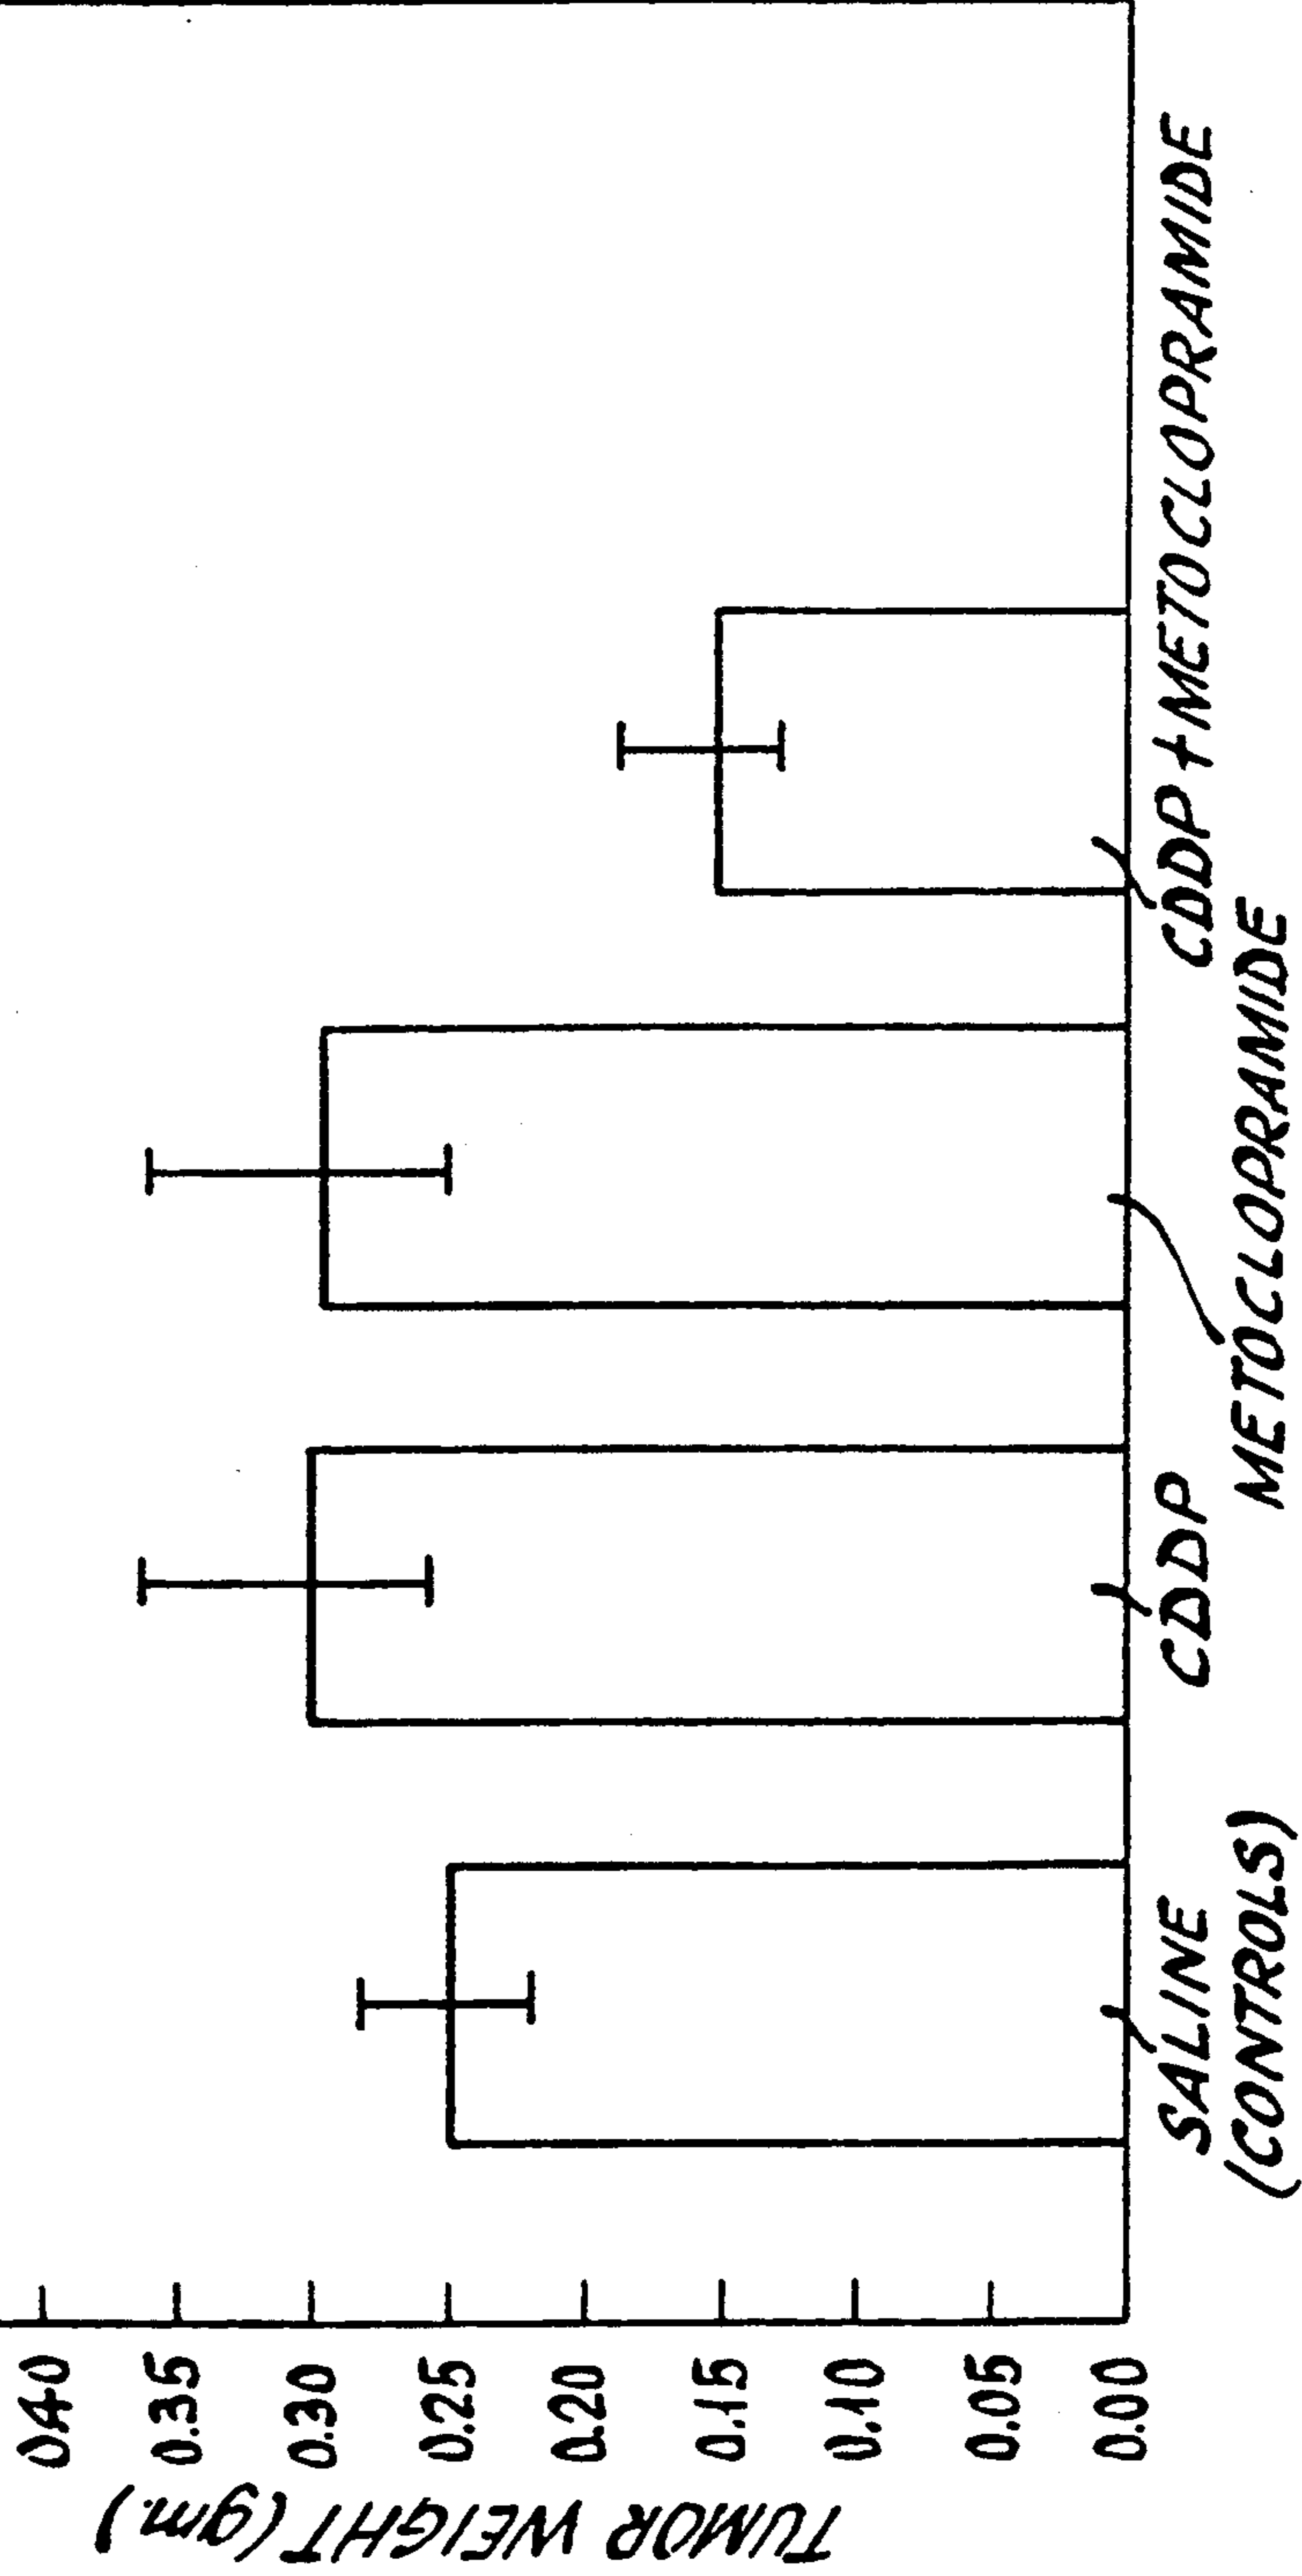 TUMOR WEIGHT (gm.)
0.40
0.35
0.30
0.25
0.20
0.15
0.10
0.05
0.00
SALINE
(CONTROLS)
CDDP
METOCLOPRAMIDE
CDDP + METOCLOPRAMIDE